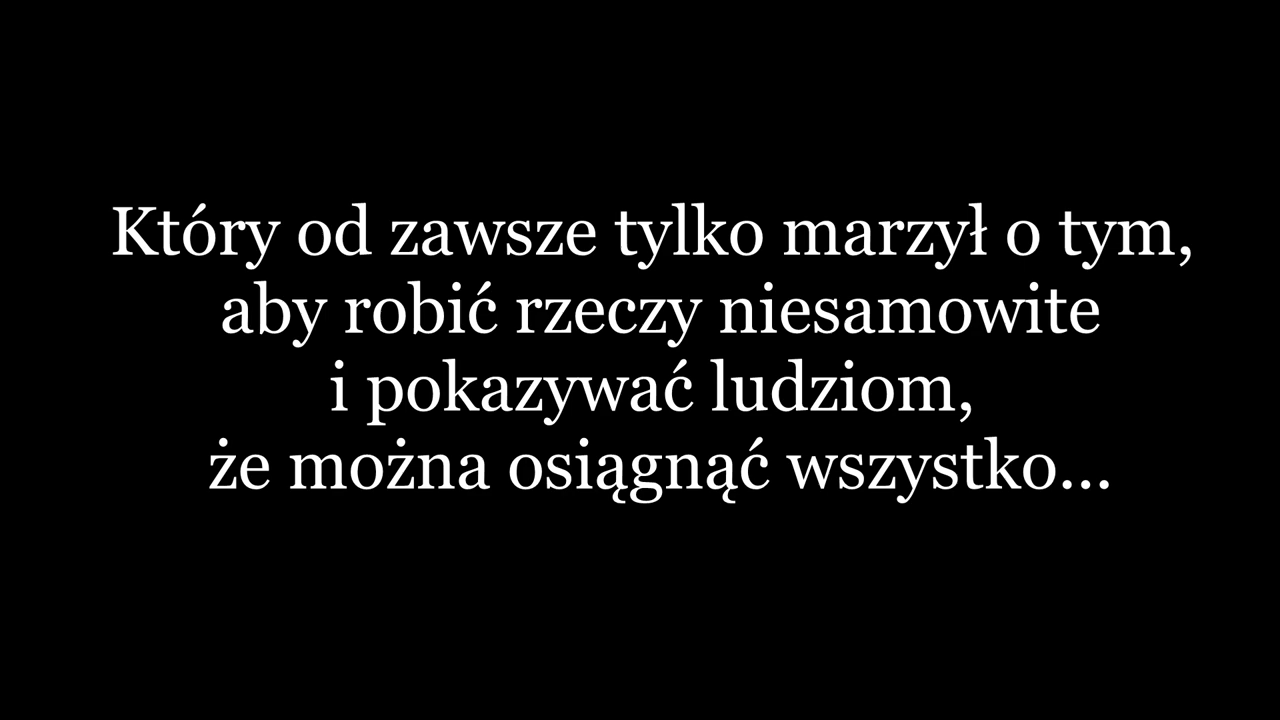 Który od zawsze tylko marzył o tym,
aby robić rzeczy niesamowite
i pokazywać ludziom,
że można osiągnąć wszystko...